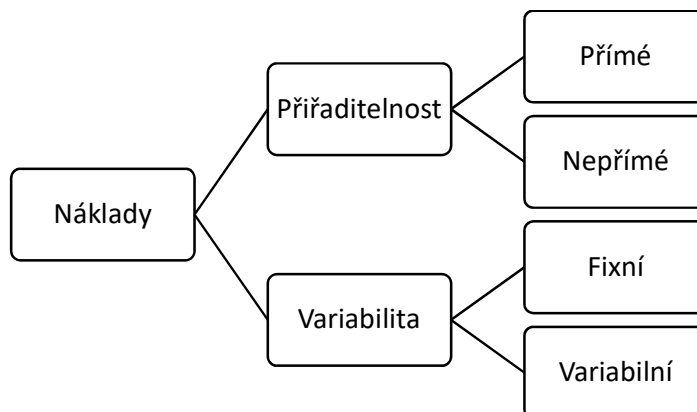 Náklady
Přiřaditelnost
Přímé
Nepřímé
Variabilita
Fixní
Variabilní